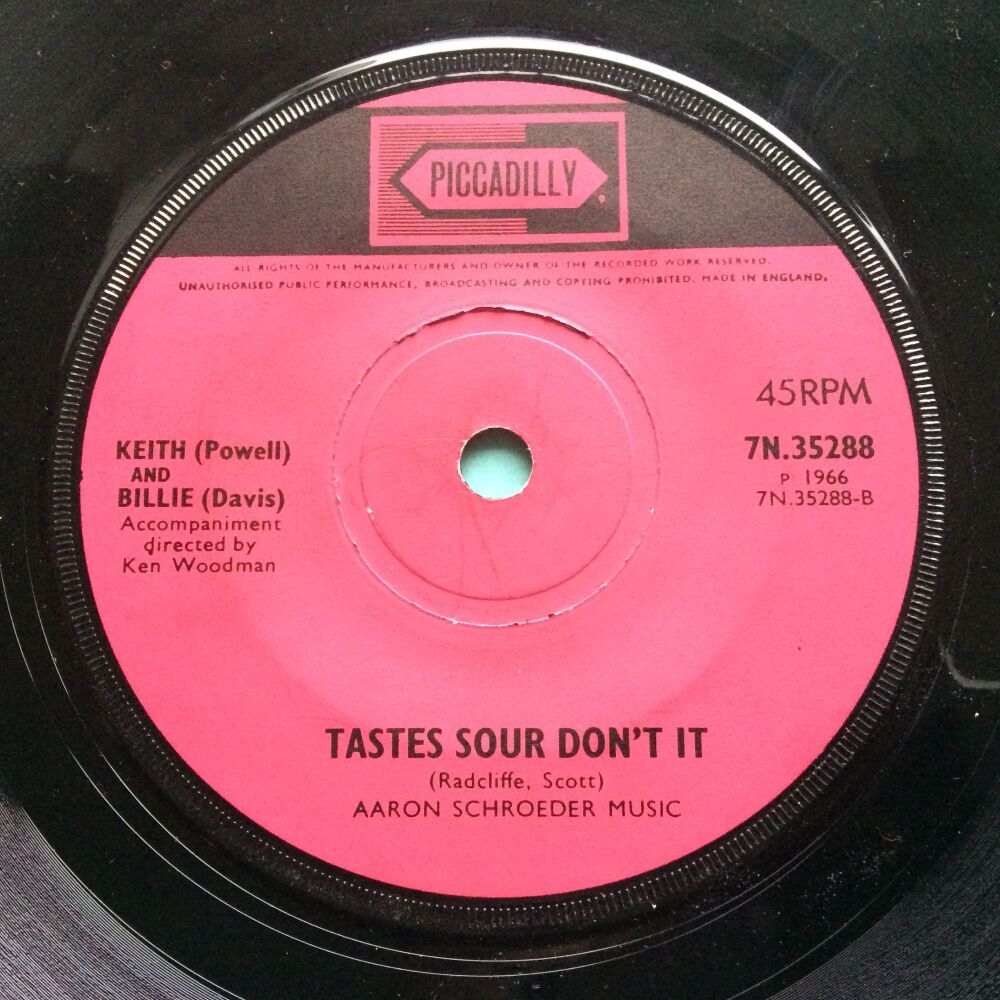 PICCADILLY
ALL RIGHTS OF THE MANUFACTURERS AND OWNER OF THE RECORDED WORK RESERVED.
UNAUTHORISED PUBLIC PERFORMANCE, BROADCASTING AND COPYING PROHIBITED. MADE IN ENGLAND.
45RPM
KEITH (Powell)
AND
BILLIE (Davis)
Accompaniment
directed by
Ken Woodman
7N.35288
P 1966
7N.35288-B
TASTES SOUR DON'T IT
(Radcliffe, Scott)
AARON SCHROEDER MUSIC